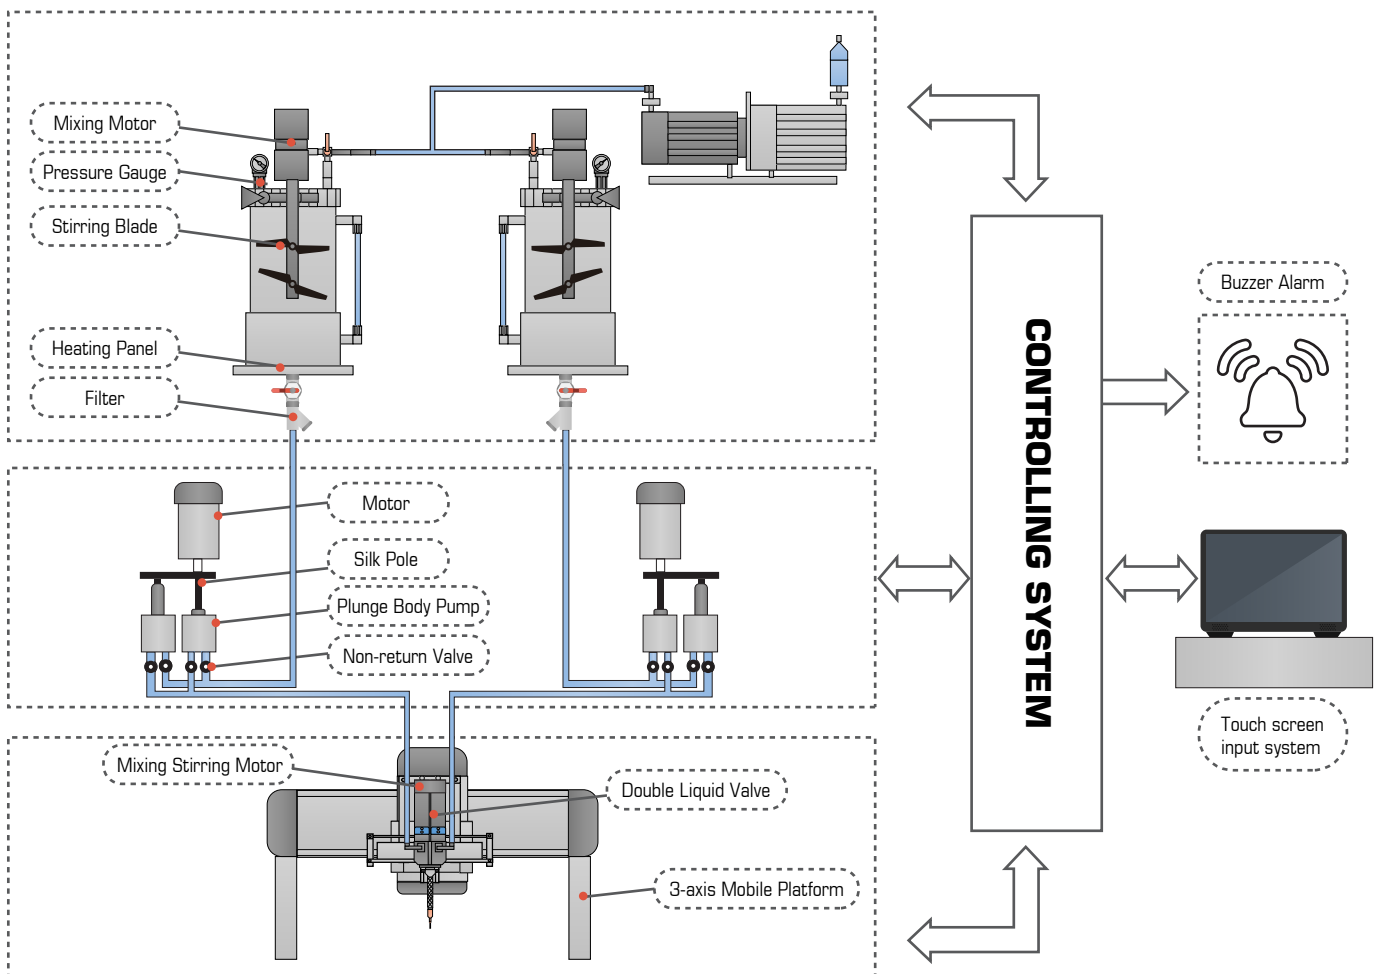 Mixing Motor
Pressure Gauge
Stirring Blade
Heating Panel
Filter
Motor
Silk Pole
Plunge Body Pump
Non-return Valve
Mixing Stirring Motor
Double Liquid Valve
3-axis Mobile Platform
CONTROLLING SYSTEM
Buzzer Alarm
Touch screen
input system